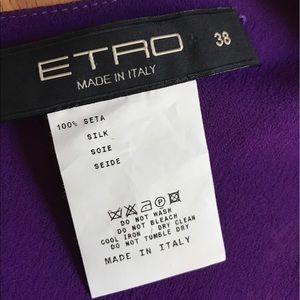 ETRO
MADE IN ITALY
38
100% SETA
SILK
SOIE
SEIDE
P
DO NOT WASH
DO NOT BLEACH
COOL IRON / DRY CLEAN
DO NOT TUMBLE DRY
MADE IN ITALY